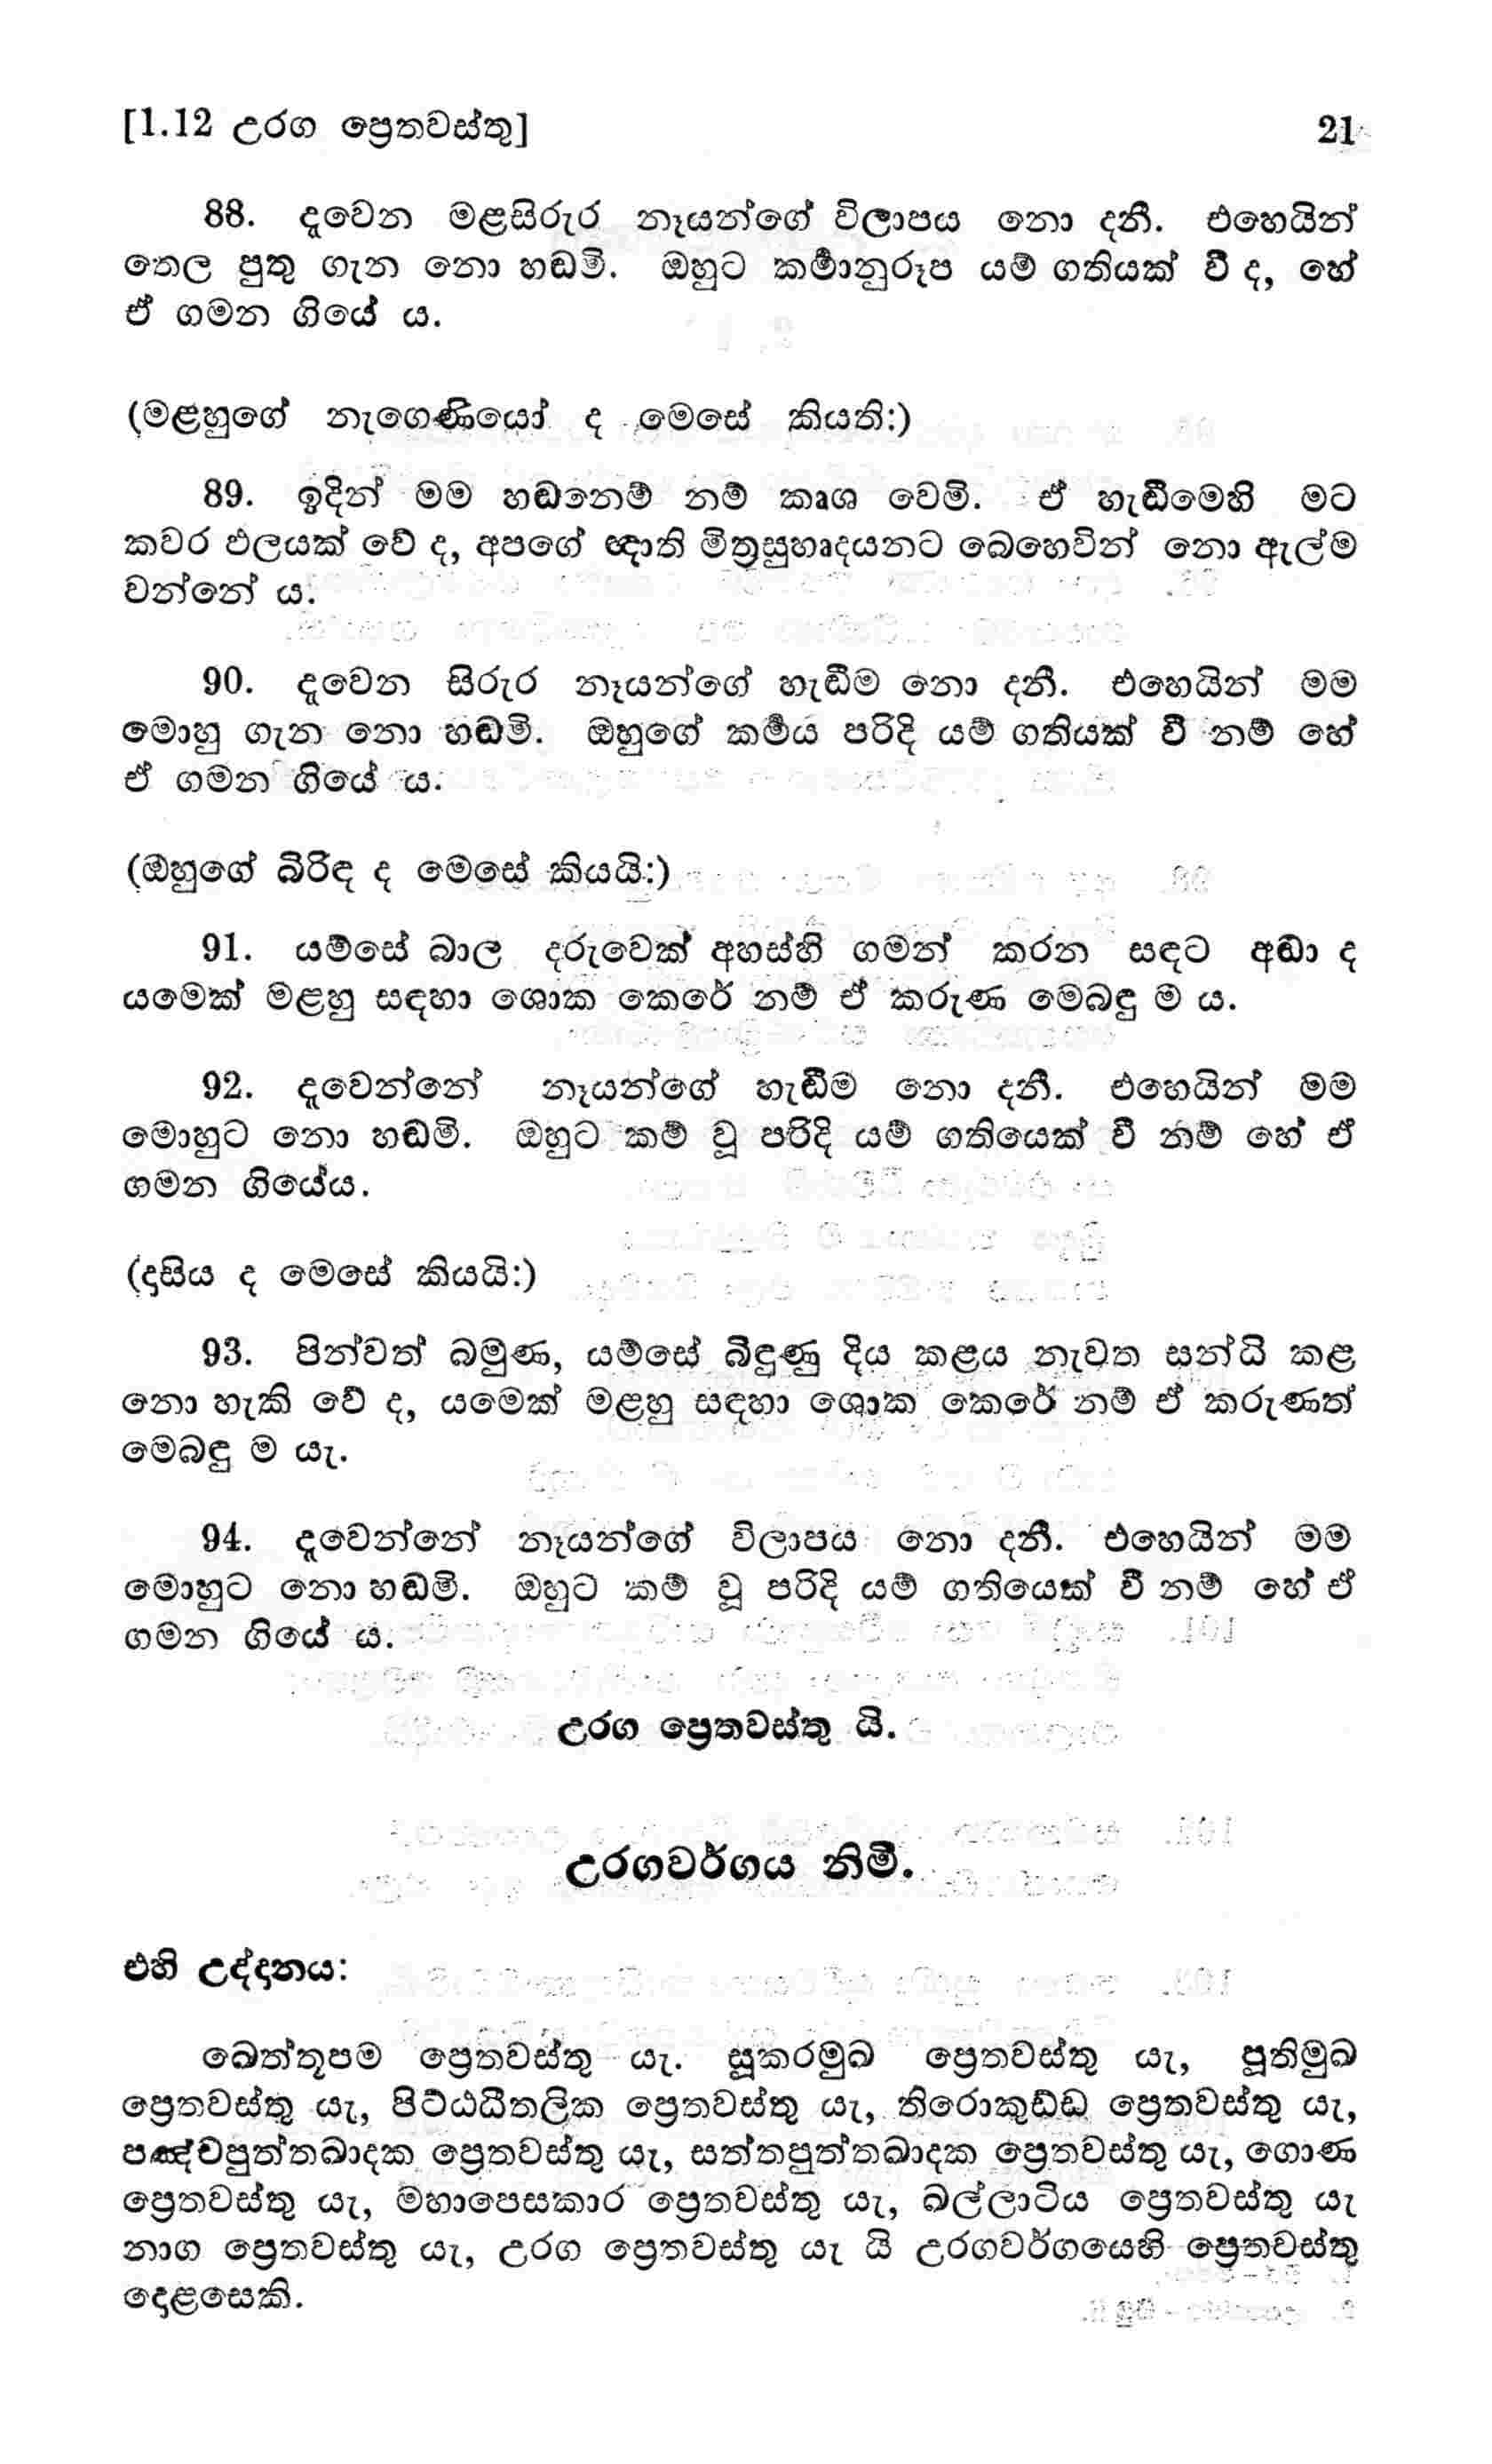 [1.12 උරග ප්‍රෙතවස්තු] 21
88. දැවෙන මළසිරුර නෑයන්ගේ විලාපය නො දනී. එහෙයින්
තෙල පුතු ගැන නො හඬමි. ඔහුට කර්‍මානුරූප යම් ගතියක් වී ද, හේ
ඒ ගමන ගියේ ය.
(මළහුගේ නැගෙණියෝ ද මෙසේ කියති:)
89. ඉදින් මම හඬනෙම් නම් කෘශ වෙමි. ඒ හැඬීමෙහි මට
කවර ඵලයක් වේ ද, අපගේ ඥාති මිත්‍රසුහෘදයනට බෙහෙවින් නො ඇල්ම
වන්නේ ය.
90. දැවෙන සිරුර නෑයන්ගේ හැඬීම නො දනී. එහෙයින් මම
මොහු ගැන නො හඬමි. ඔහුගේ කර්‍මය පරිදි යම් ගතියක් වී නම් හේ
ඒ ගමන ගියේ ය.
(ඔහුගේ බිරිඳ ද මෙසේ කියයි:)
91. යම්සේ බාල දරුවෙක් අහස්හි ගමන් කරන සඳට අඬා ද
යමෙක් මළහු සඳහා ශොක කෙරේ නම් ඒ කරුණ මෙබඳු ම ය.
92. දැවෙන්නේ නෑයන්ගේ හැඬීම නො දනී. එහෙයින් මම
මොහුට නො හඬමි. ඔහුට කම් වූ පරිදි යම් ගතියෙක් වී නම් හේ ඒ
ගමන ගියේය.
(දාසිය ද මෙසේ කියයි:)
93. පින්වත් බමුණ, යම්සේ බිඳුණු දිය කළය නැවත සන්ධි කළ
නො හැකි වේ ද, යමෙක් මළහු සඳහා ශොක කෙරේ නම් ඒ කරුණත්
මෙබඳු ම යැ.
94. දැවෙන්නේ නෑයන්ගේ විලාපය නො දනී. එහෙයින් මම
මොහුට නො හඬමි. ඔහුට කම් වූ පරිදි යම් ගතියෙක් වී නම් හේ ඒ
ගමන ගියේ ය.
උරග ප්‍රෙතවස්තු යි.
උරගවර්ගය නිමි.
එහි උද්දානය:
ඛෙත්තූපම ප්‍රෙතවස්තු යැ. සූකරමුඛ ප්‍රෙතවස්තු යැ, පූතිමුඛ
ප්‍රෙතවස්තු යැ, පිට්ඨධීතලික ප්‍රෙතවස්තු යැ, තිරොකුඩ්ඩ ප්‍රෙතවස්තු යැ,
පඤ්චපුත්තඛාදක ප්‍රෙතවස්තු යැ, සත්තපුත්තඛාදක ප්‍රෙතවස්තු යැ, ගොණ
ප්‍රෙතවස්තු යැ, මහාපෙසකාර ප්‍රෙතවස්තු යැ, ඛල්ලාටිය ප්‍රෙතවස්තු යැ
නාග ප්‍රෙතවස්තු යැ, උරග ප්‍රෙතවස්තු යැ යි උරගවර්ගයෙහි ප්‍රෙතවස්තු
දොළසෙකි.